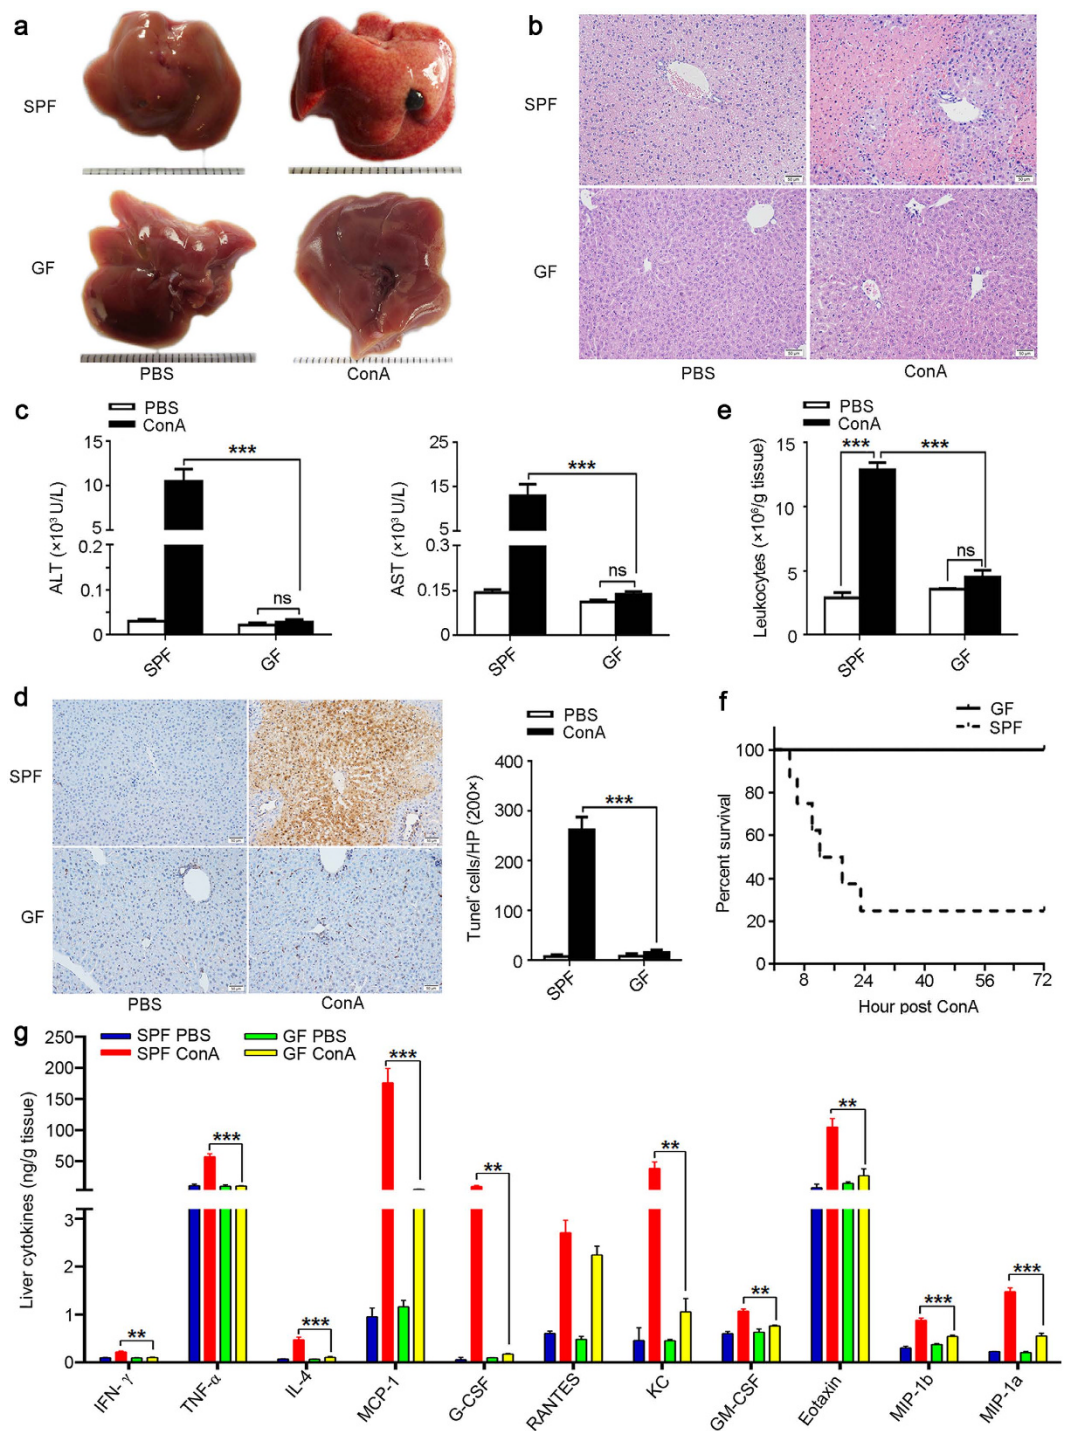 a
SPF
GF
PBS
ConA
b
SPF
GF
PBS
ConA
c
PBS
ConA
ALT (×10³ U/L)
15
10
5
0.2
0.1
0
***
ns
SPF
GF
AST (×10³ U/L)
25
15
5
0.3
0.15
0
***
ns
SPF
GF
e
PBS
ConA
Leukocytes (×10⁶/g tissue)
15
10
5
0
***
***
ns
SPF
GF
d
SPF
GF
PBS
ConA
PBS
ConA
Tunel⁺cells/HP (200×)
400
300
200
100
0
***
SPF
GF
f
GF
SPF
Percent survival
100
80
60
40
20
0
8
24
40
56
72
Hour post ConA
g
SPF PBS
GF PBS
SPF ConA
GF ConA
Liver cytokines (ng/g tissue)
250
200
150
100
50
3
2
1
0
**
***
***
***
**
**
**
**
***
***
IFN-γ
TNF-α
IL-4
MCP-1
G-CSF
RANTES
KC
GM-CSF
Eotaxin
MIP-1b
MIP-1a